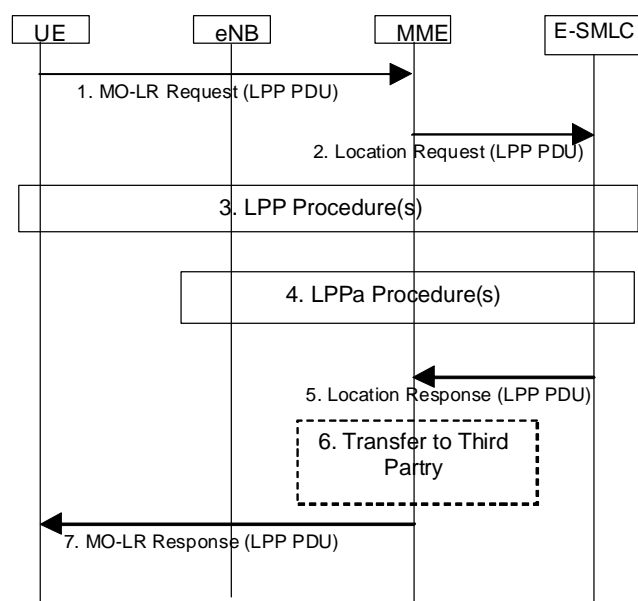 UE eNB MME E-SMLC
1. MO-LR Request (LPP PDU)
2. Location Request (LPP PDU)
3. LPP Procedure(s)
4. LPPa Procedure(s)
5. Location Response (LPP PDU)
6. Transfer to Third
Partry
7. MO-LR Response (LPP PDU)